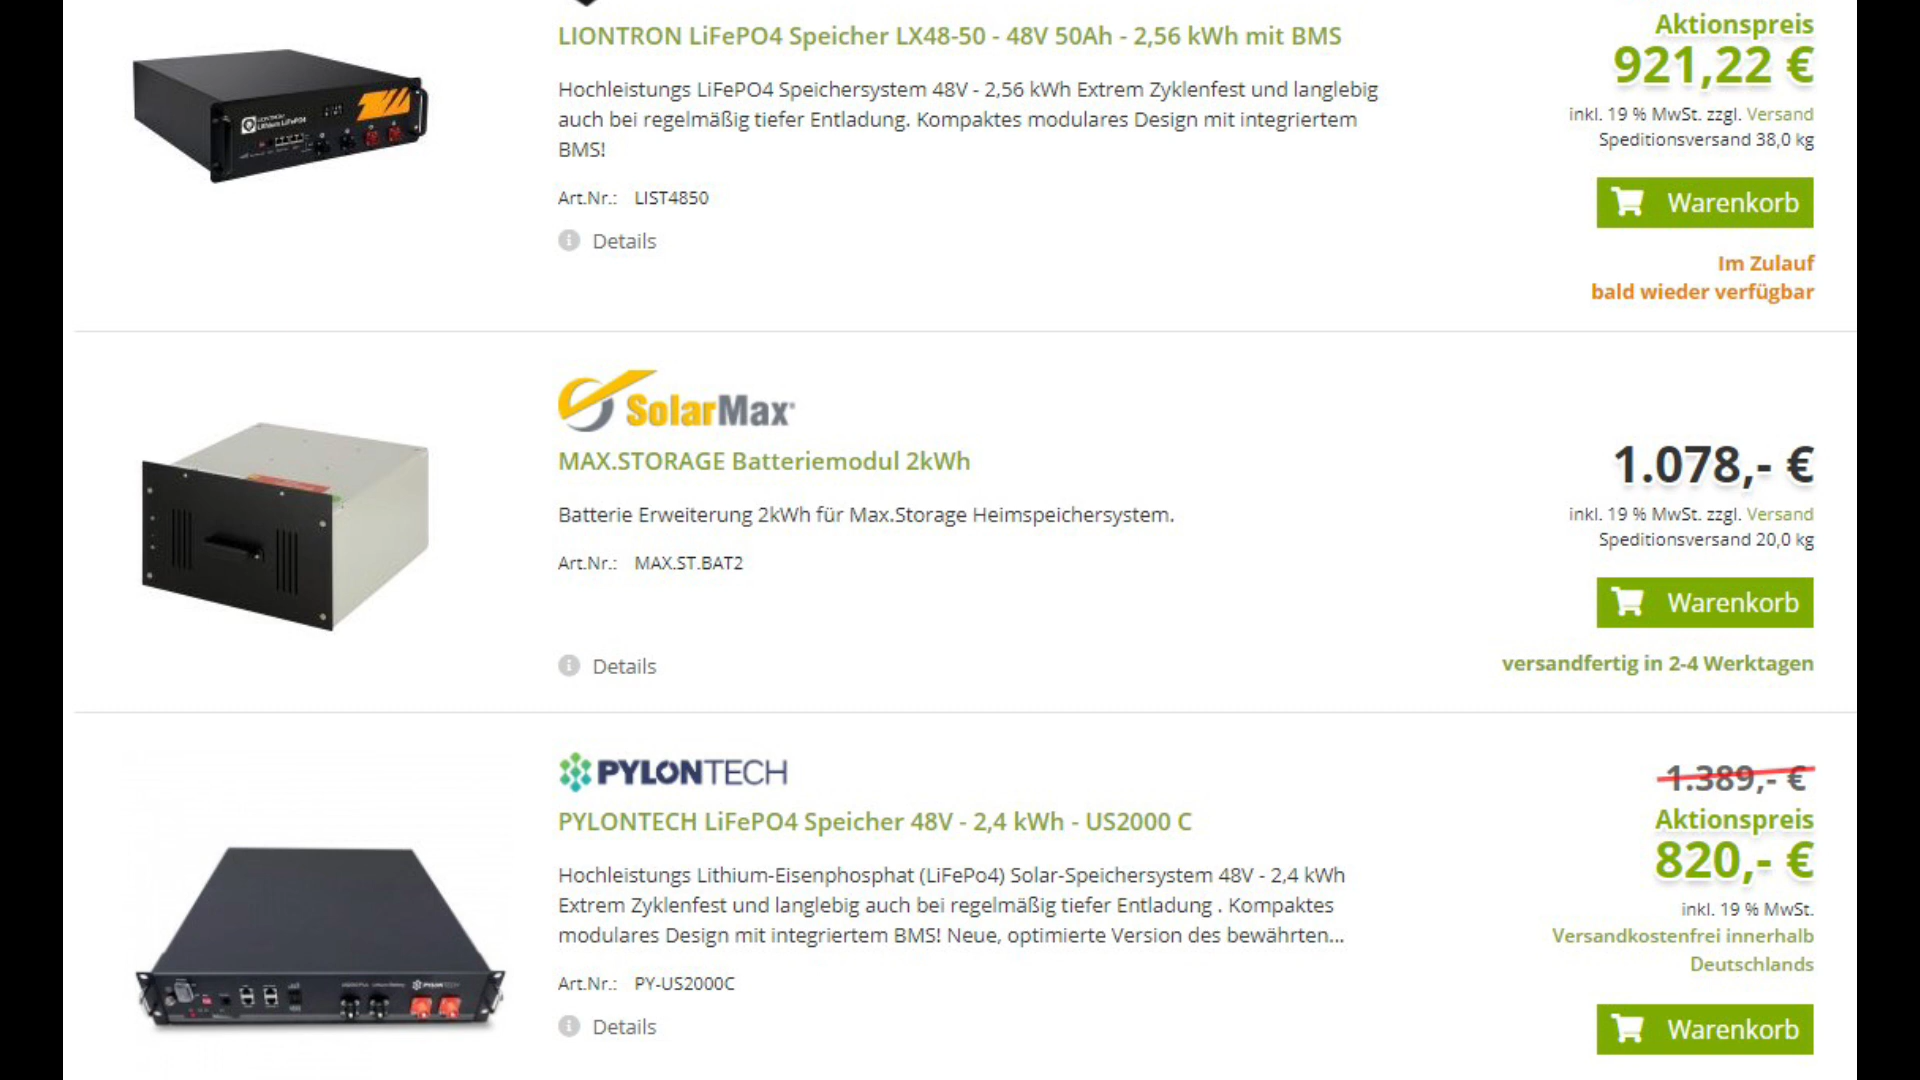 Aktionspreis
LIONTRON LiFePO4 Speicher LX48-50 - 48V 50Ah - 2,56 kWh mit BMS
921,22 €
Hochleistungs LiFePO4 Speichersystem 48V - 2,56 kWh Extrem Zyklenfest und langlebig
auch bei regelmäßig tiefer Entladung. Kompaktes modulares Design mit integriertem
BMS!
inkl. 19 % MwSt. zzgl. Versand
Speditionsversand 38,0 kg
LIONTRON
Lithium LiFePO4
Art.Nr.: LIST4850
Warenkorb
Details
Im Zulauf
bald wieder verfügbar
SolarMax
MAX.STORAGE Batteriemodul 2kWh
1.078,- €
Batterie Erweiterung 2kWh für Max.Storage Heimspeichersystem.
inkl. 19 % MwSt. zzgl. Versand
Speditionsversand 20,0 kg
Art.Nr.: MAX.ST.BAT2
Warenkorb
Details
versandfertig in 2-4 Werktagen
PYLONTECH
1.389,- €
PYLONTECH LiFePO4 Speicher 48V - 2,4 kWh - US2000 C
Aktionspreis
820,- €
Hochleistungs Lithium-Eisenphosphat (LiFePo4) Solar-Speichersystem 48V - 2,4 kWh
Extrem Zyklenfest und langlebig auch bei regelmäßig tiefer Entladung . Kompaktes
modulares Design mit integriertem BMS! Neue, optimierte Version des bewährten...
inkl. 19 % MwSt.
Versandkostenfrei innerhalb
Deutschlands
Art.Nr.: PY-US2000C
PYLONTECH
Warenkorb
Details